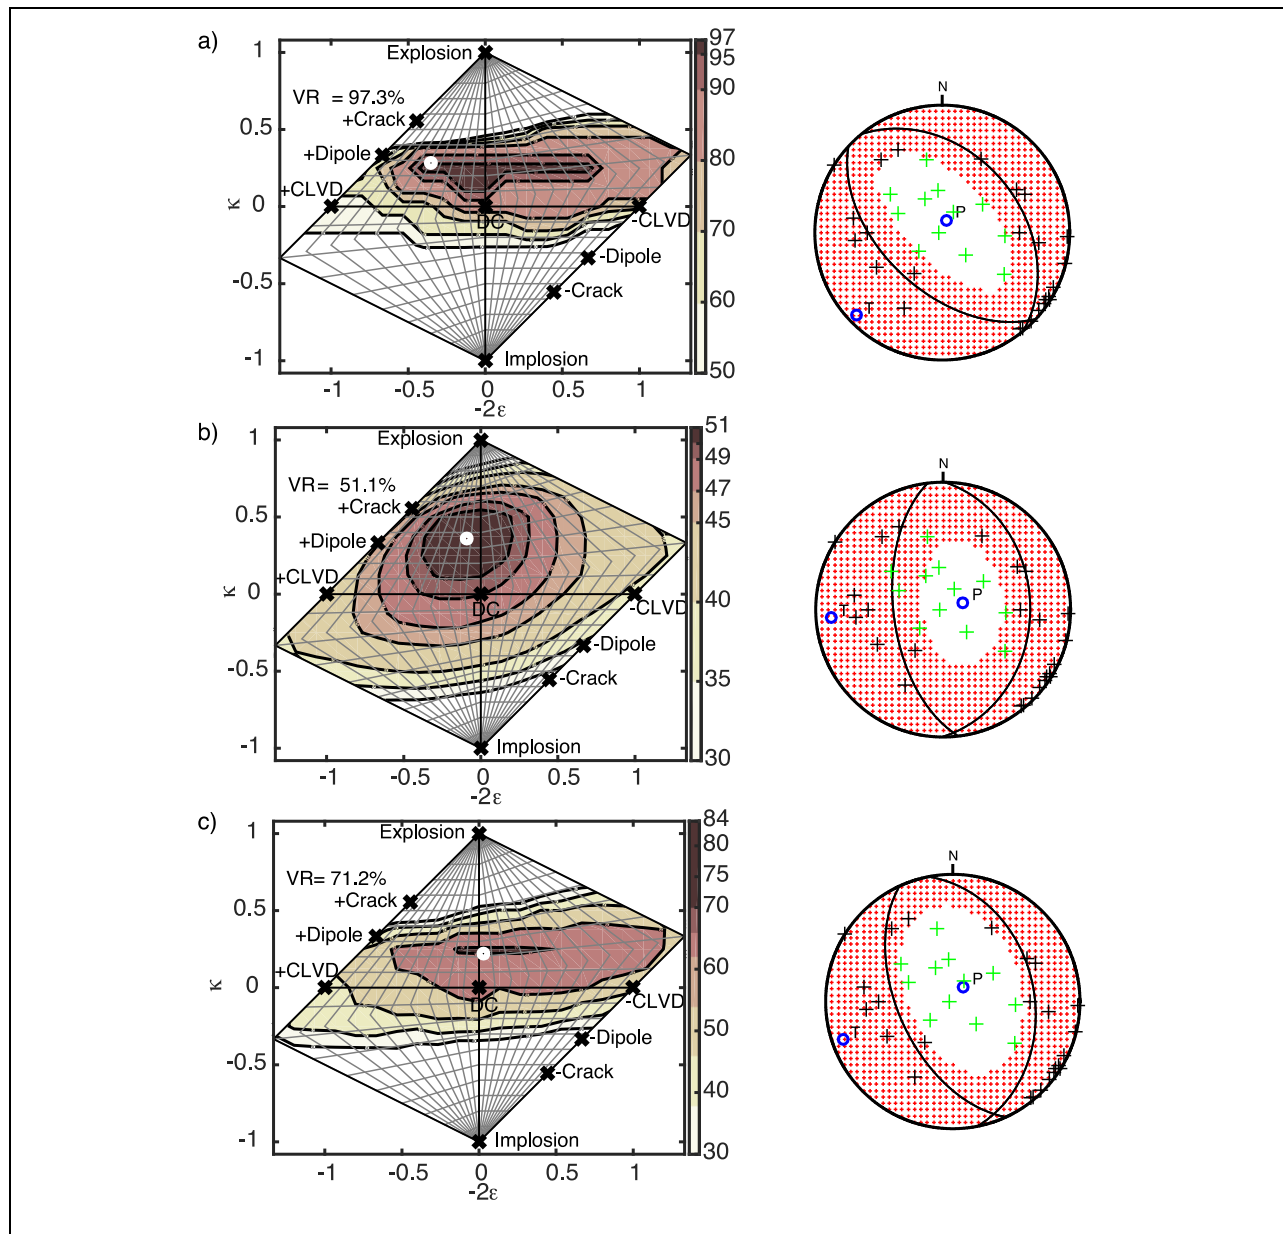 a)
Explosion
VR = 97.3%
+Crack
+Dipole
+CLVD
DC
-CLVD
-Dipole
-Crack
Implosion
κ
1
0.5
0
-0.5
-1
-1
-0.5
0
0.5
1
-2ε
97
95
90
80
70
60
50
N
P
T
b)
Explosion
VR= 51.1%
+Crack
+Dipole
+CLVD
DC
-CLVD
-Dipole
-Crack
Implosion
κ
1
0.5
0
-0.5
-1
-1
-0.5
0
0.5
1
-2ε
51
49
47
45
40
35
30
N
P
T
c)
Explosion
VR= 71.2%
+Crack
+Dipole
+CLVD
DC
-CLVD
-Dipole
-Crack
Implosion
κ
1
0.5
0
-0.5
-1
-1
-0.5
0
0.5
1
-2ε
84
80
75
70
60
50
40
30
N
P
T